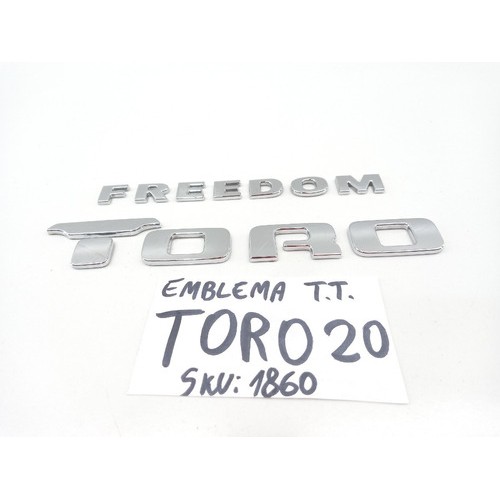 FREEDOM
TORO
EMBLEMA T.T.
TORO 20
SKU: 1860